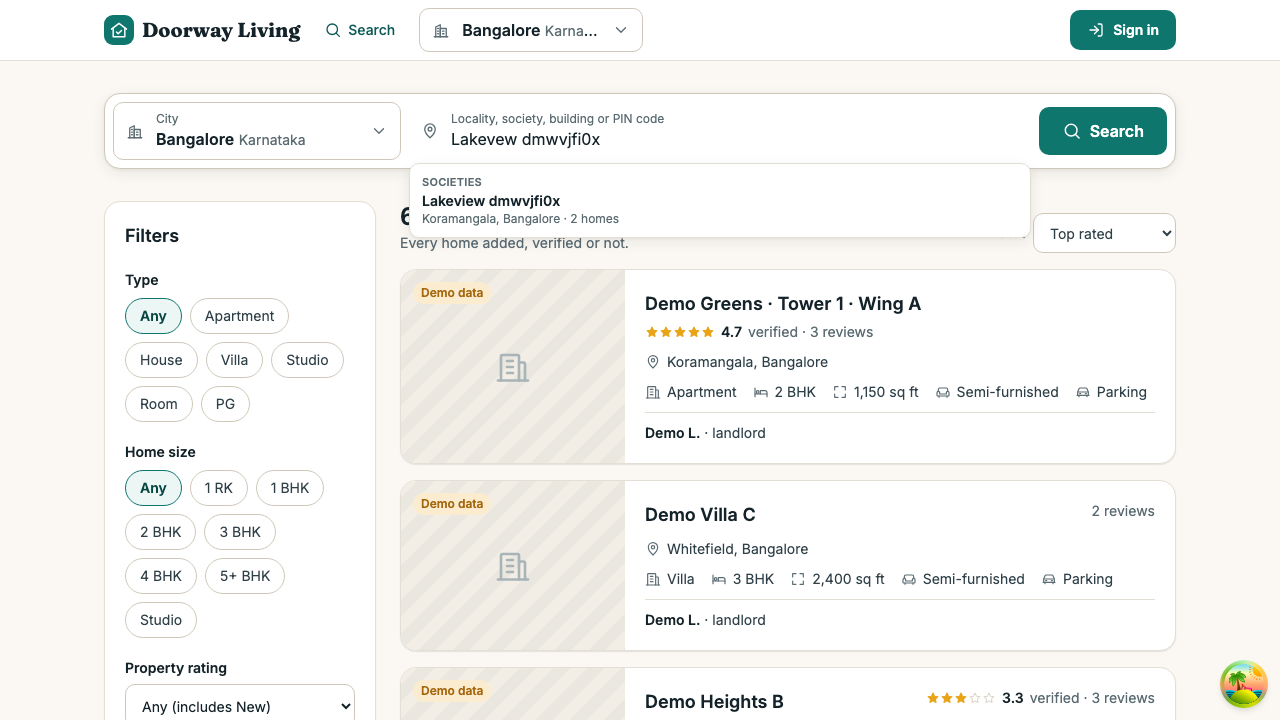 Doorway Living
Search
Bangalore Karna...
Sign in
City
Bangalore Karnataka
Locality, society, building or PIN code
Lakevew dmwvjfi0x
Search
SOCIETIES
Lakeview dmwvjfi0x
Koramangala, Bangalore · 2 homes
6
Every home added, verified or not.
Top rated
Filters
Type
Any
Apartment
House
Villa
Studio
Room
PG
Home size
Any
1 RK
1 BHK
2 BHK
3 BHK
4 BHK
5+ BHK
Studio
Property rating
Any (includes New)
Demo data
Demo Greens · Tower 1 · Wing A
4.7 verified · 3 reviews
Koramangala, Bangalore
Apartment 2 BHK 1,150 sq ft Semi-furnished Parking
Demo L. · landlord
Demo data
Demo Villa C
2 reviews
Whitefield, Bangalore
Villa 3 BHK 2,400 sq ft Semi-furnished Parking
Demo L. · landlord
Demo data
Demo Heights B
3.3 verified · 3 reviews